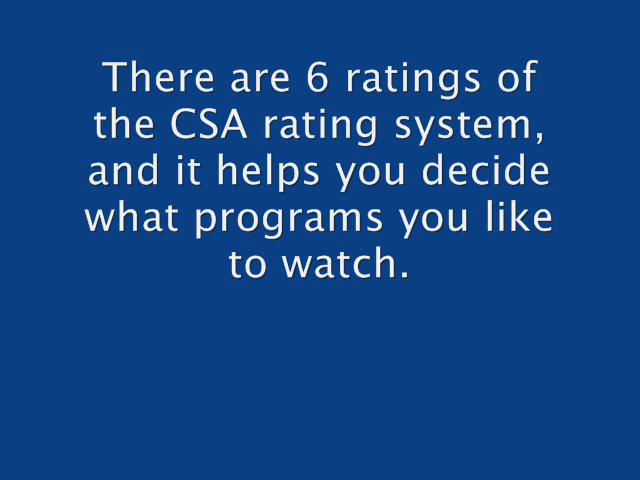 There are 6 ratings of
the CSA rating system,
and it helps you decide
what programs you like
to watch.